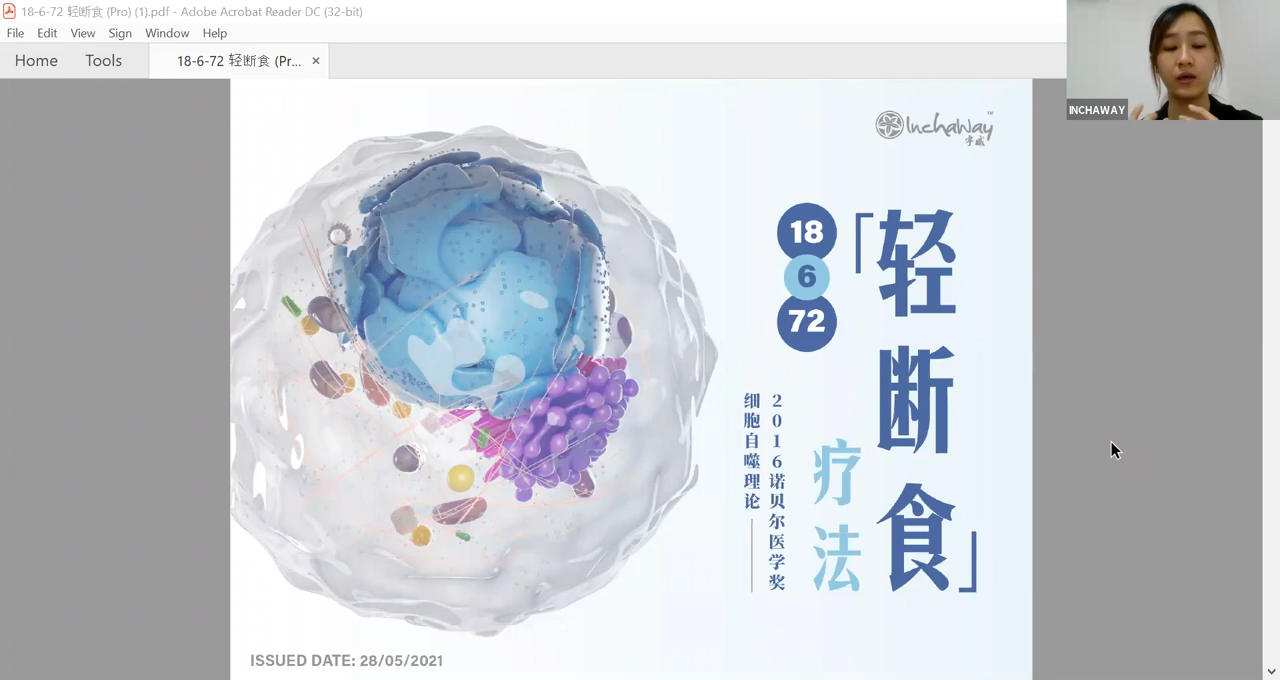 18-6-72 轻断食 (Pro) (1).pdf - Adobe Acrobat Reader DC (32-bit)
File Edit View Sign Window Help
Home Tools 18-6-72 轻断食 (Pr... ×
INCHAWAY
InchaWay™
宇威
18
6
72
「轻断食」
疗法
2016诺贝尔医学奖
细胞自噬理论——
ISSUED DATE: 28/05/2021